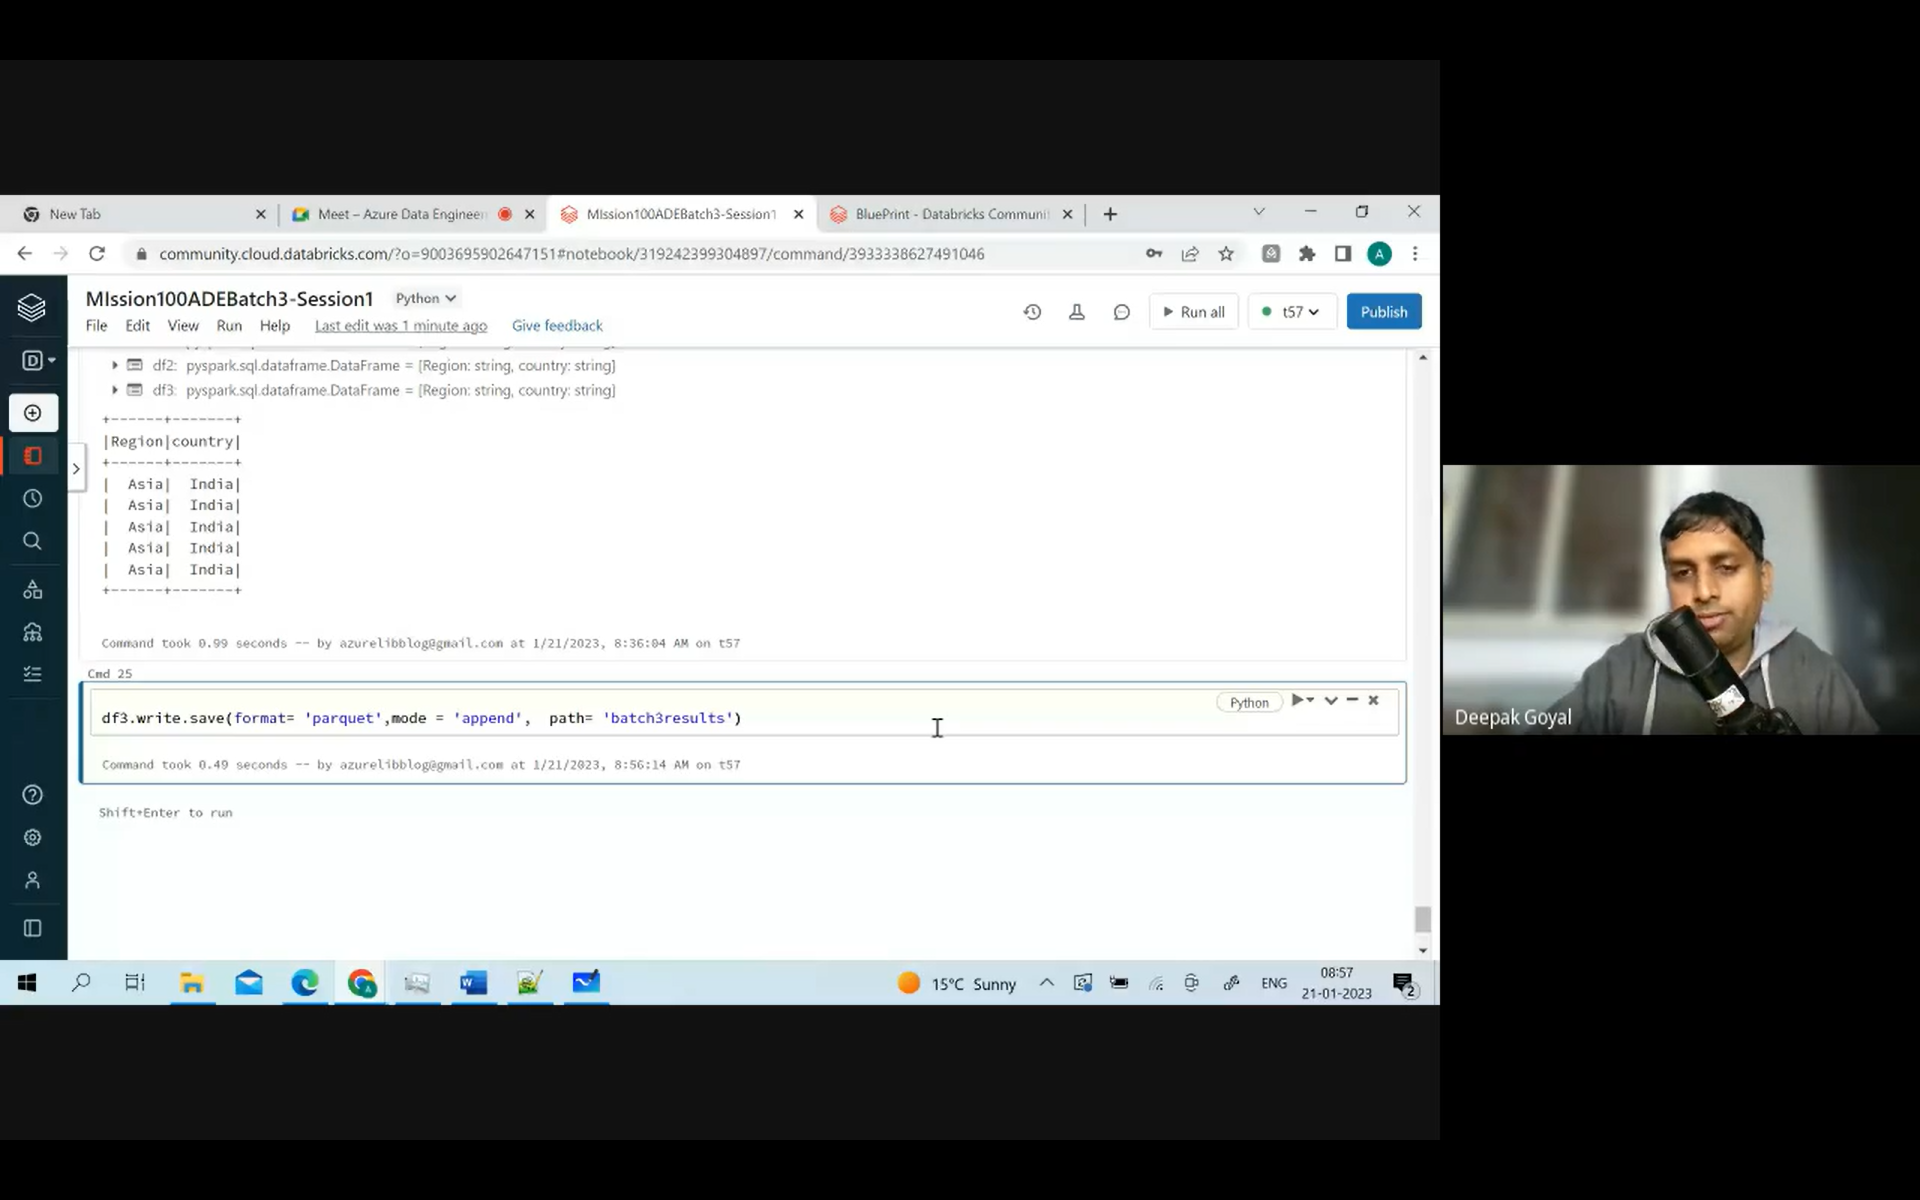 New Tab
Meet – Azure Data Engineer
MIssion100ADEBatch3-Session1
BluePrint - Databricks Communi
community.cloud.databricks.com/?o=9003695902647151#notebook/319242399304897/command/3933338627491046
A
MIssion100ADEBatch3-Session1 Python
Run all
t57
Publish
File Edit View Run Help Last edit was 1 minute ago Give feedback
D
df2: pyspark.sql.dataframe.DataFrame = [Region: string, country: string]
df3: pyspark.sql.dataframe.DataFrame = [Region: string, country: string]
+------+-------+
|Region|country|
+------+-------+
|  Asia|  India|
|  Asia|  India|
|  Asia|  India|
|  Asia|  India|
|  Asia|  India|
+------+-------+
Command took 0.99 seconds -- by azurelibblog@gmail.com at 1/21/2023, 8:36:04 AM on t57
Cmd 25
Python
df3.write.save(format= 'parquet',mode = 'append',  path= 'batch3results')
Command took 0.49 seconds -- by azurelibblog@gmail.com at 1/21/2023, 8:56:14 AM on t57
Shift+Enter to run
Deepak Goyal
15°C Sunny
ENG
08:57
21-01-2023
2